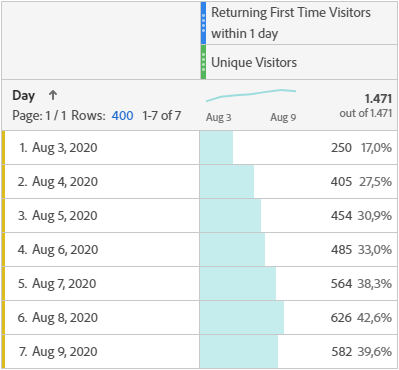 Returning First Time Visitors
within 1 day
Unique Visitors
Day ↑
Page: 1 / 1 Rows: 400 1-7 of 7
Aug 3 Aug 9
1.471
out of 1.471
1. Aug 3, 2020 250 17,0%
2. Aug 4, 2020 405 27,5%
3. Aug 5, 2020 454 30,9%
4. Aug 6, 2020 485 33,0%
5. Aug 7, 2020 564 38,3%
6. Aug 8, 2020 626 42,6%
7. Aug 9, 2020 582 39,6%